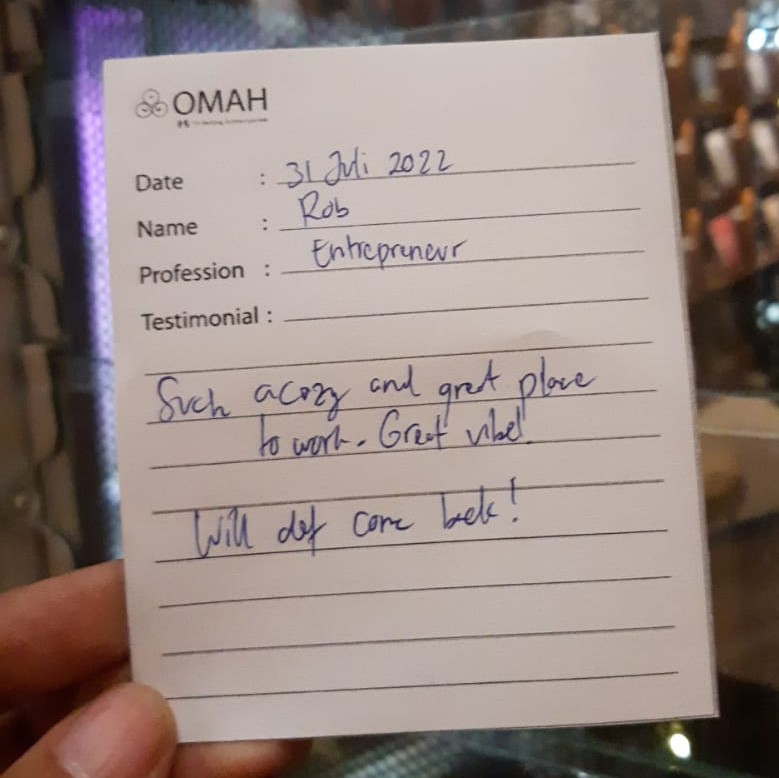 OMAH
Date : 31 Juli 2022
Name : Rob
Profession : Entrepreneur
Testimonial :
Such a cozy and great place
to work. Great vibe!
Will def come back!